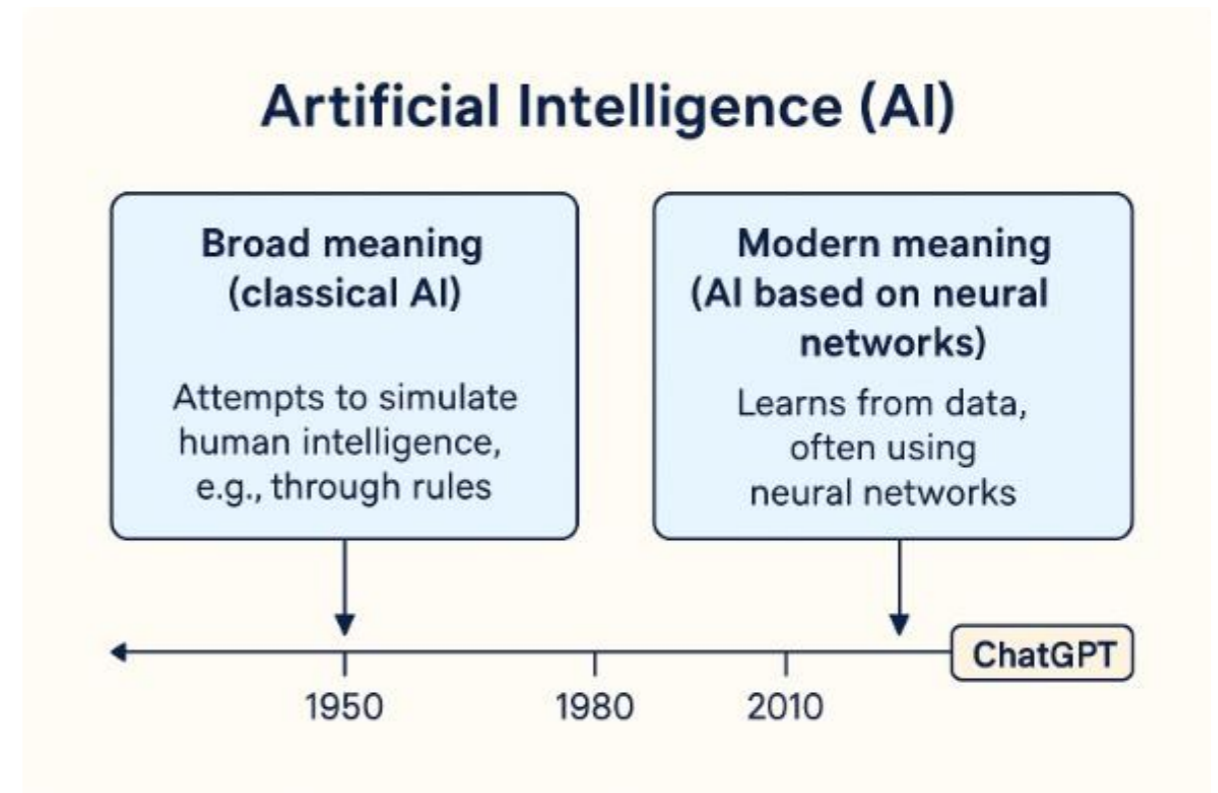 Artificial Intelligence (AI)
Broad meaning
(classical AI)
Attempts to simulate
human intelligence,
e.g., through rules
Modern meaning
(AI based on neural
networks)
Learns from data,
often using
neural networks
ChatGPT
1950
1980
2010